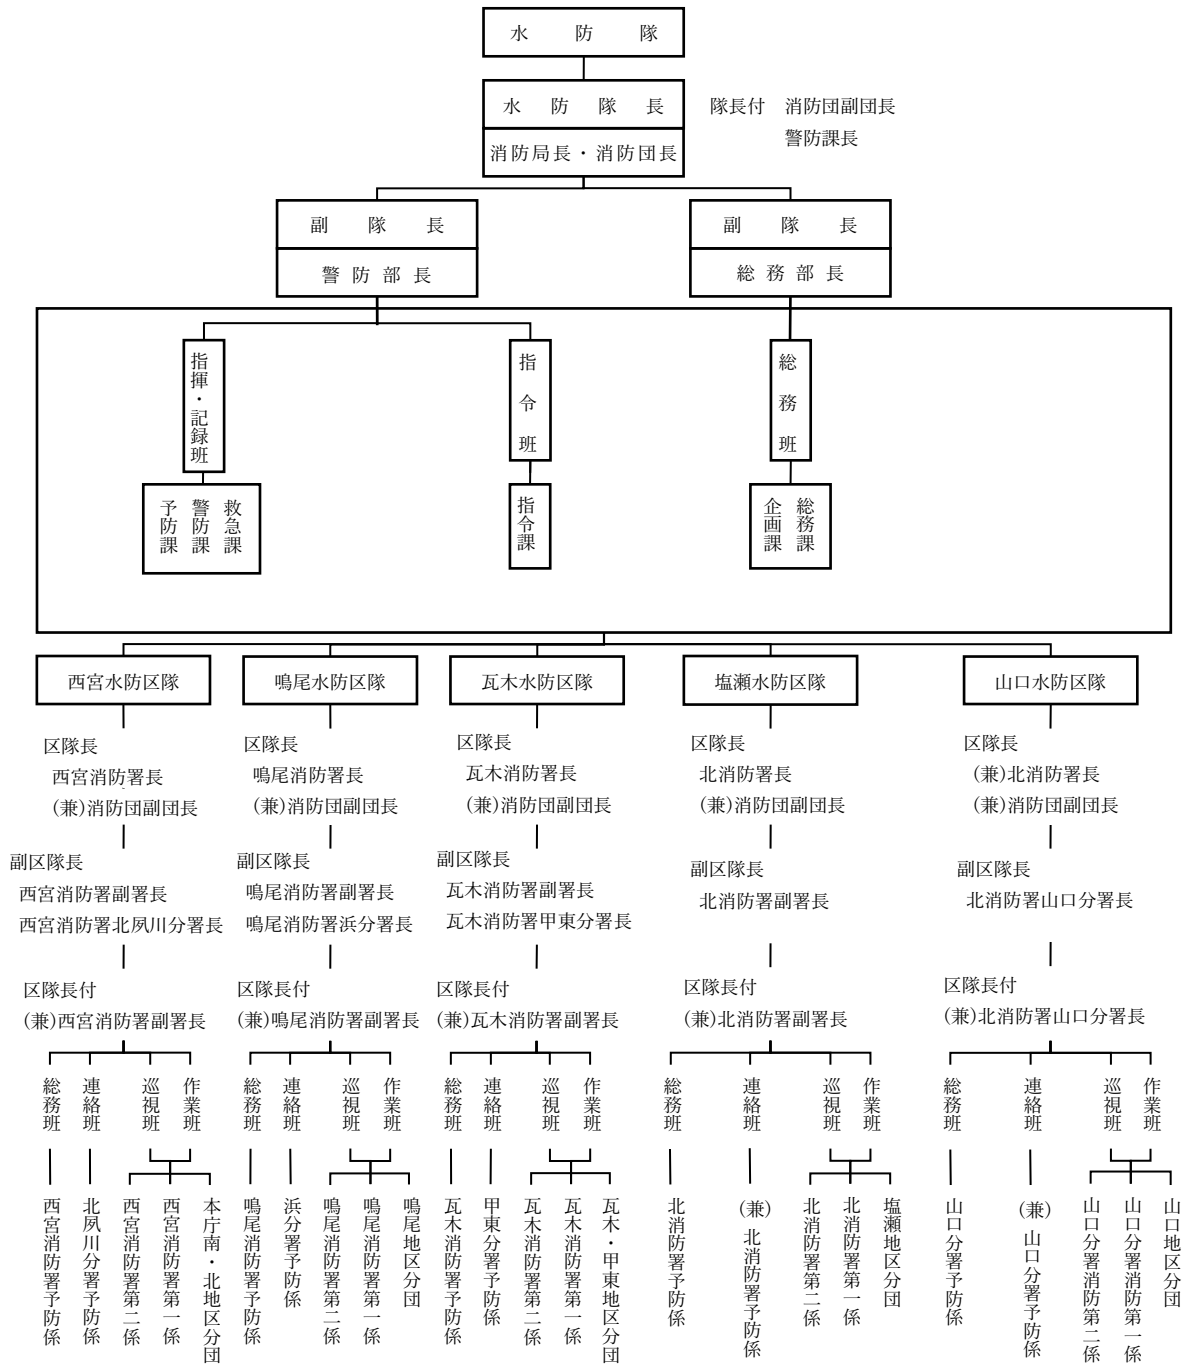 水防隊
水防隊長
消防局長・消防団長
隊長付 消防団副団長
警防課長
副隊長
警防部長
副隊長
総務部長
指揮・記録班
指令班
総務班
予防課
警防課
救急課
指令課
企画課
総務課
西宮水防区隊
鳴尾水防区隊
瓦木水防区隊
塩瀬水防区隊
山口水防区隊
区隊長
西宮消防署長
(兼)消防団副団長
副区隊長
西宮消防署副署長
西宮消防署北夙川分署長
区隊長付
(兼)西宮消防署副署長
総務班
連絡班
巡視班
作業班
西宮消防署予防係
北夙川分署予防係
西宮消防署第二係
西宮消防署第一係
本庁南・北地区分団
区隊長
鳴尾消防署長
(兼)消防団副団長
副区隊長
鳴尾消防署副署長
鳴尾消防署浜分署長
区隊長付
(兼)鳴尾消防署副署長
総務班
連絡班
巡視班
作業班
鳴尾消防署予防係
浜分署予防係
鳴尾消防署第二係
鳴尾消防署第一係
鳴尾地区分団
区隊長
瓦木消防署長
(兼)消防団副団長
副区隊長
瓦木消防署副署長
瓦木消防署甲東分署長
区隊長付
(兼)瓦木消防署副署長
総務班
連絡班
巡視班
作業班
瓦木消防署予防係
甲東分署予防係
瓦木消防署第二係
瓦木消防署第一係
瓦木・甲東地区分団
区隊長
北消防署長
(兼)消防団副団長
副区隊長
北消防署副署長
区隊長付
(兼)北消防署副署長
総務班
連絡班
巡視班
作業班
北消防署予防係
(兼)北消防署予防係
北消防署第二係
北消防署第一係
塩瀬地区分団
区隊長
(兼)北消防署長
(兼)消防団副団長
副区隊長
北消防署山口分署長
区隊長付
(兼)北消防署山口分署長
総務班
連絡班
巡視班
作業班
山口分署予防係
(兼)山口分署予防係
山口分署消防第二係
山口分署消防第一係
山口地区分団